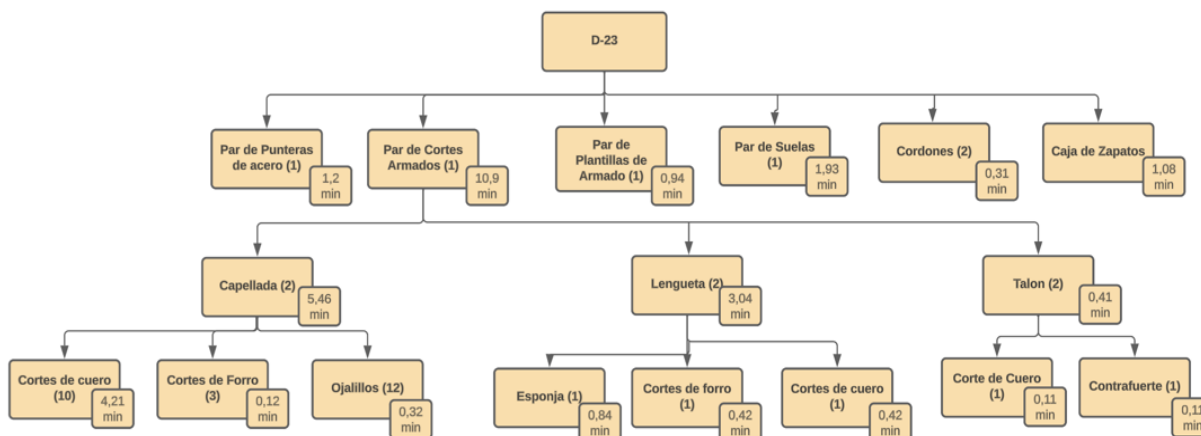 D-23
Par de Punteras
de acero (1)
1,2
min
Par de Cortes
Armados (1)
10,9
min
Par de
Plantillas de
Armado (1)
0,94
min
Par de Suelas
(1)
1,93
min
Cordones (2)
0,31
min
Caja de Zapatos
1,08
min
Capellada (2)
5,46
min
Lengueta (2)
3,04
min
Talon (2)
0,41
min
Cortes de cuero
(10)
4,21
min
Cortes de Forro
(3)
0,12
min
Ojalillos (12)
0,32
min
Esponja (1)
0,84
min
Cortes de forro
(1)
0,42
min
Cortes de cuero
(1)
0,42
min
Corte de Cuero
(1)
0,11
min
Contrafuerte (1)
0,11
min